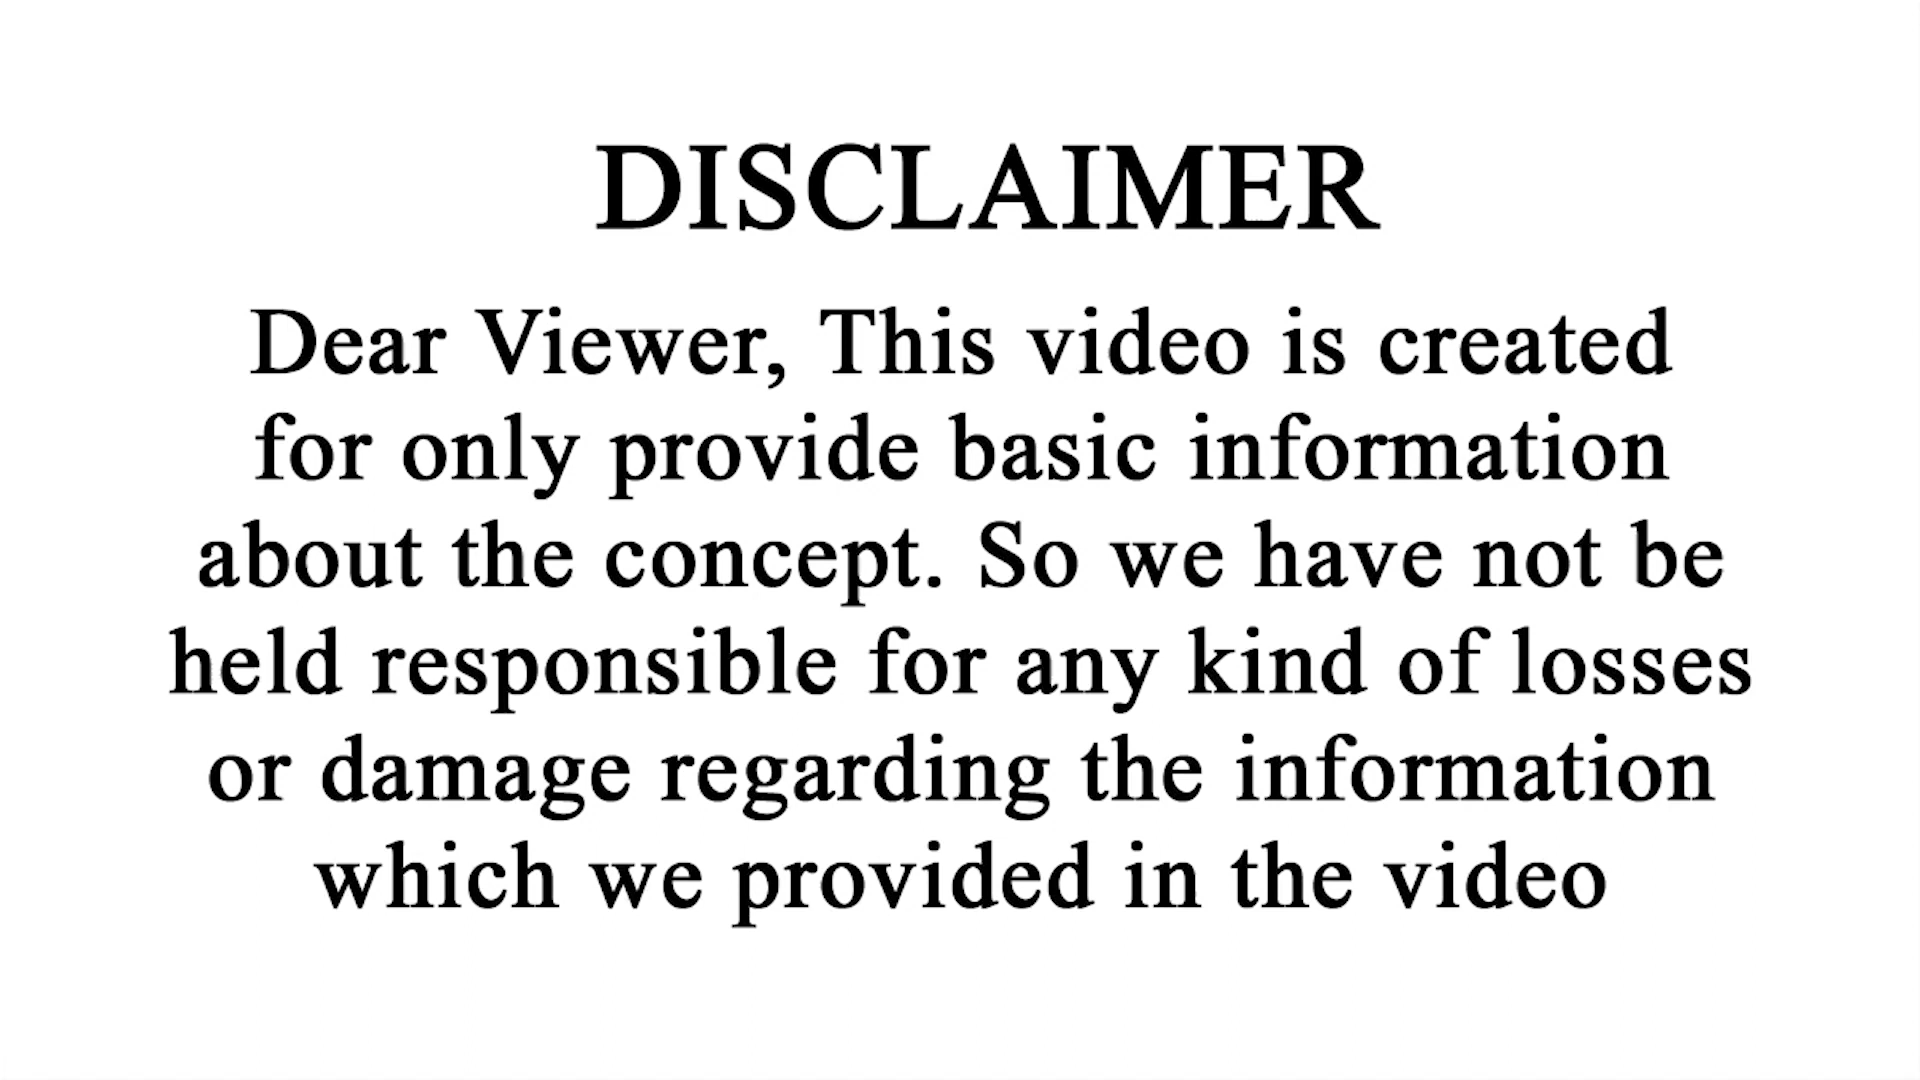 DISCLAIMER
Dear Viewer, This video is created
for only provide basic information
about the concept. So we have not be
held responsible for any kind of losses
or damage regarding the information
which we provided in the video